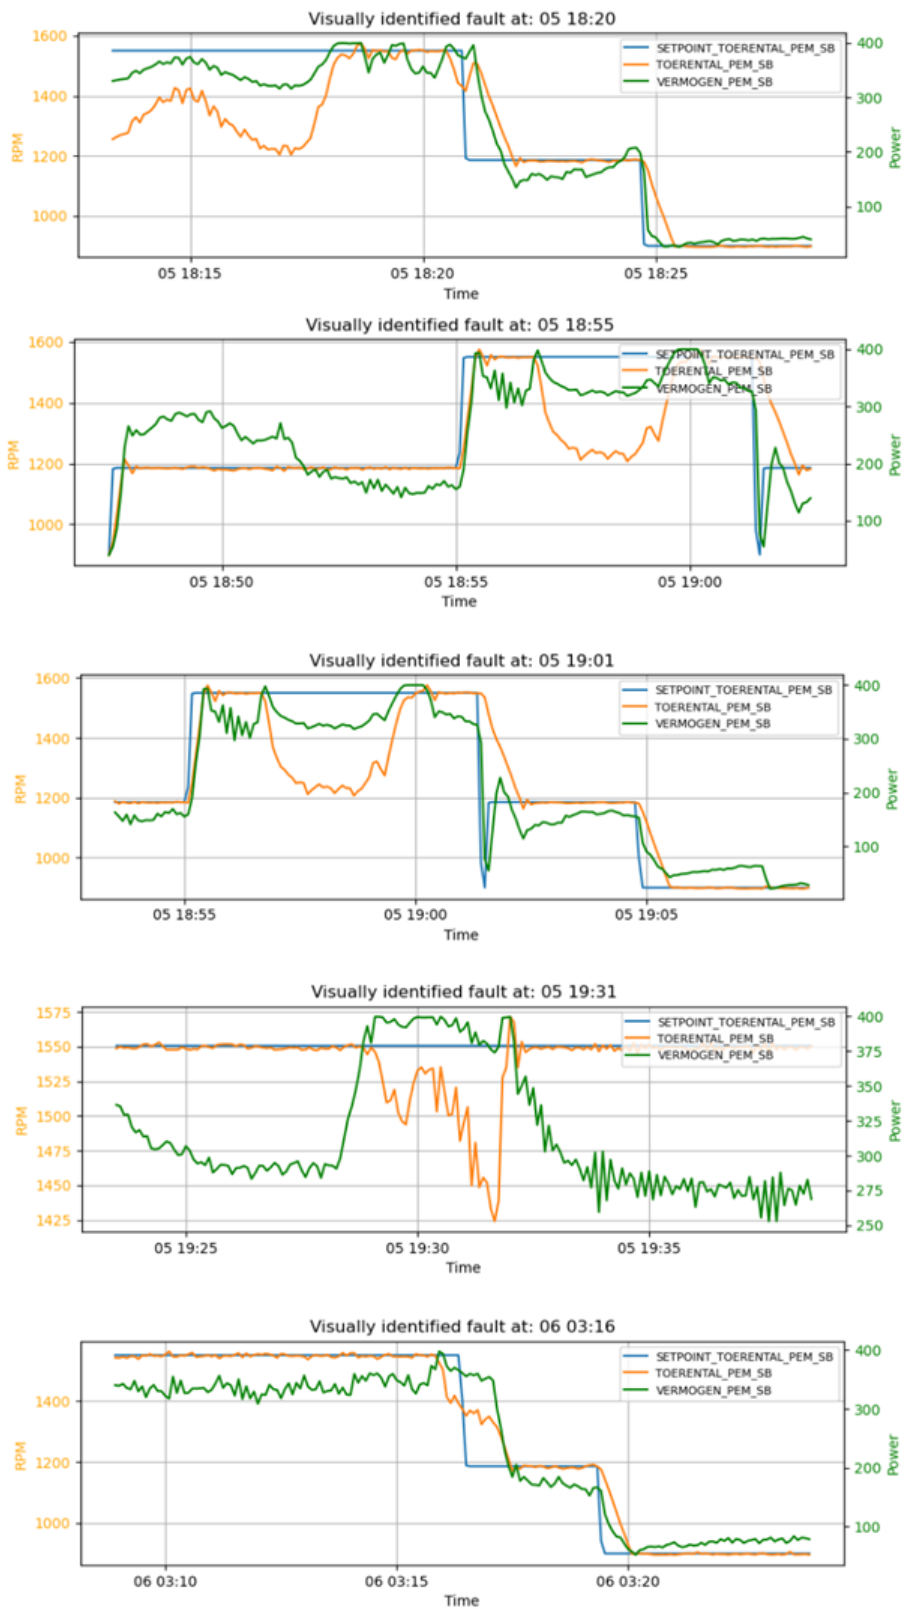 Visually identified fault at: 05 18:20
1600
1400
1200
1000
RPM
400
300
200
100
Power
SETPOINT_TOERENTAL_PEM_SB
TOERENTAL_PEM_SB
VERMOGEN_PEM_SB
05 18:15
05 18:20
05 18:25
Time
Visually identified fault at: 05 18:55
1600
1400
1200
1000
RPM
400
300
200
100
Power
SETPOINT_TOERENTAL_PEM_SB
TOERENTAL_PEM_SB
VERMOGEN_PEM_SB
05 18:50
05 18:55
05 19:00
Time
Visually identified fault at: 05 19:01
1600
1400
1200
1000
RPM
400
300
200
100
Power
SETPOINT_TOERENTAL_PEM_SB
TOERENTAL_PEM_SB
VERMOGEN_PEM_SB
05 18:55
05 19:00
05 19:05
Time
Visually identified fault at: 05 19:31
1575
1550
1525
1500
1475
1450
1425
RPM
400
375
350
325
300
275
250
Power
SETPOINT_TOERENTAL_PEM_SB
TOERENTAL_PEM_SB
VERMOGEN_PEM_SB
05 19:25
05 19:30
05 19:35
Time
Visually identified fault at: 06 03:16
1400
1200
1000
RPM
400
300
200
100
Power
SETPOINT_TOERENTAL_PEM_SB
TOERENTAL_PEM_SB
VERMOGEN_PEM_SB
06 03:10
06 03:15
06 03:20
Time